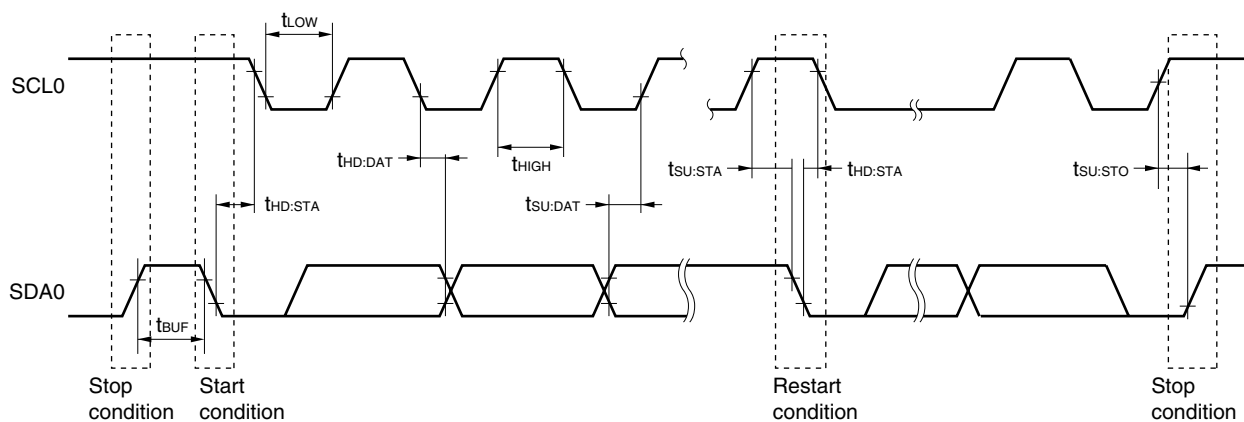 tLOW
SCL0
tHD:DAT
tHIGH
tSU:STA
tHD:STA
tSU:STO
tHD:STA
tSU:DAT
SDA0
tBUF
Stop
condition
Start
condition
Restart
condition
Stop
condition